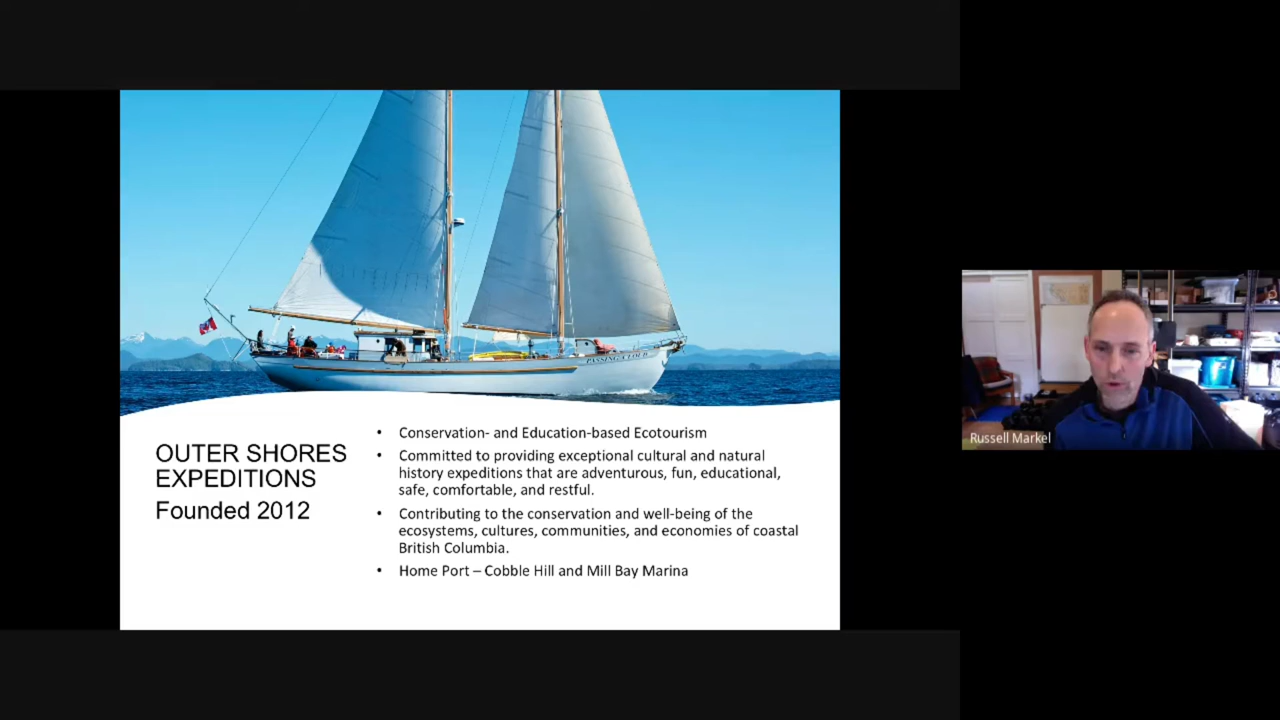 PASSING CLOUD
OUTER SHORES
EXPEDITIONS
Founded 2012
• Conservation- and Education-based Ecotourism
• Committed to providing exceptional cultural and natural
history expeditions that are adventurous, fun, educational,
safe, comfortable, and restful.
• Contributing to the conservation and well-being of the
ecosystems, cultures, communities, and economies of coastal
British Columbia.
• Home Port – Cobble Hill and Mill Bay Marina
Russell Markel